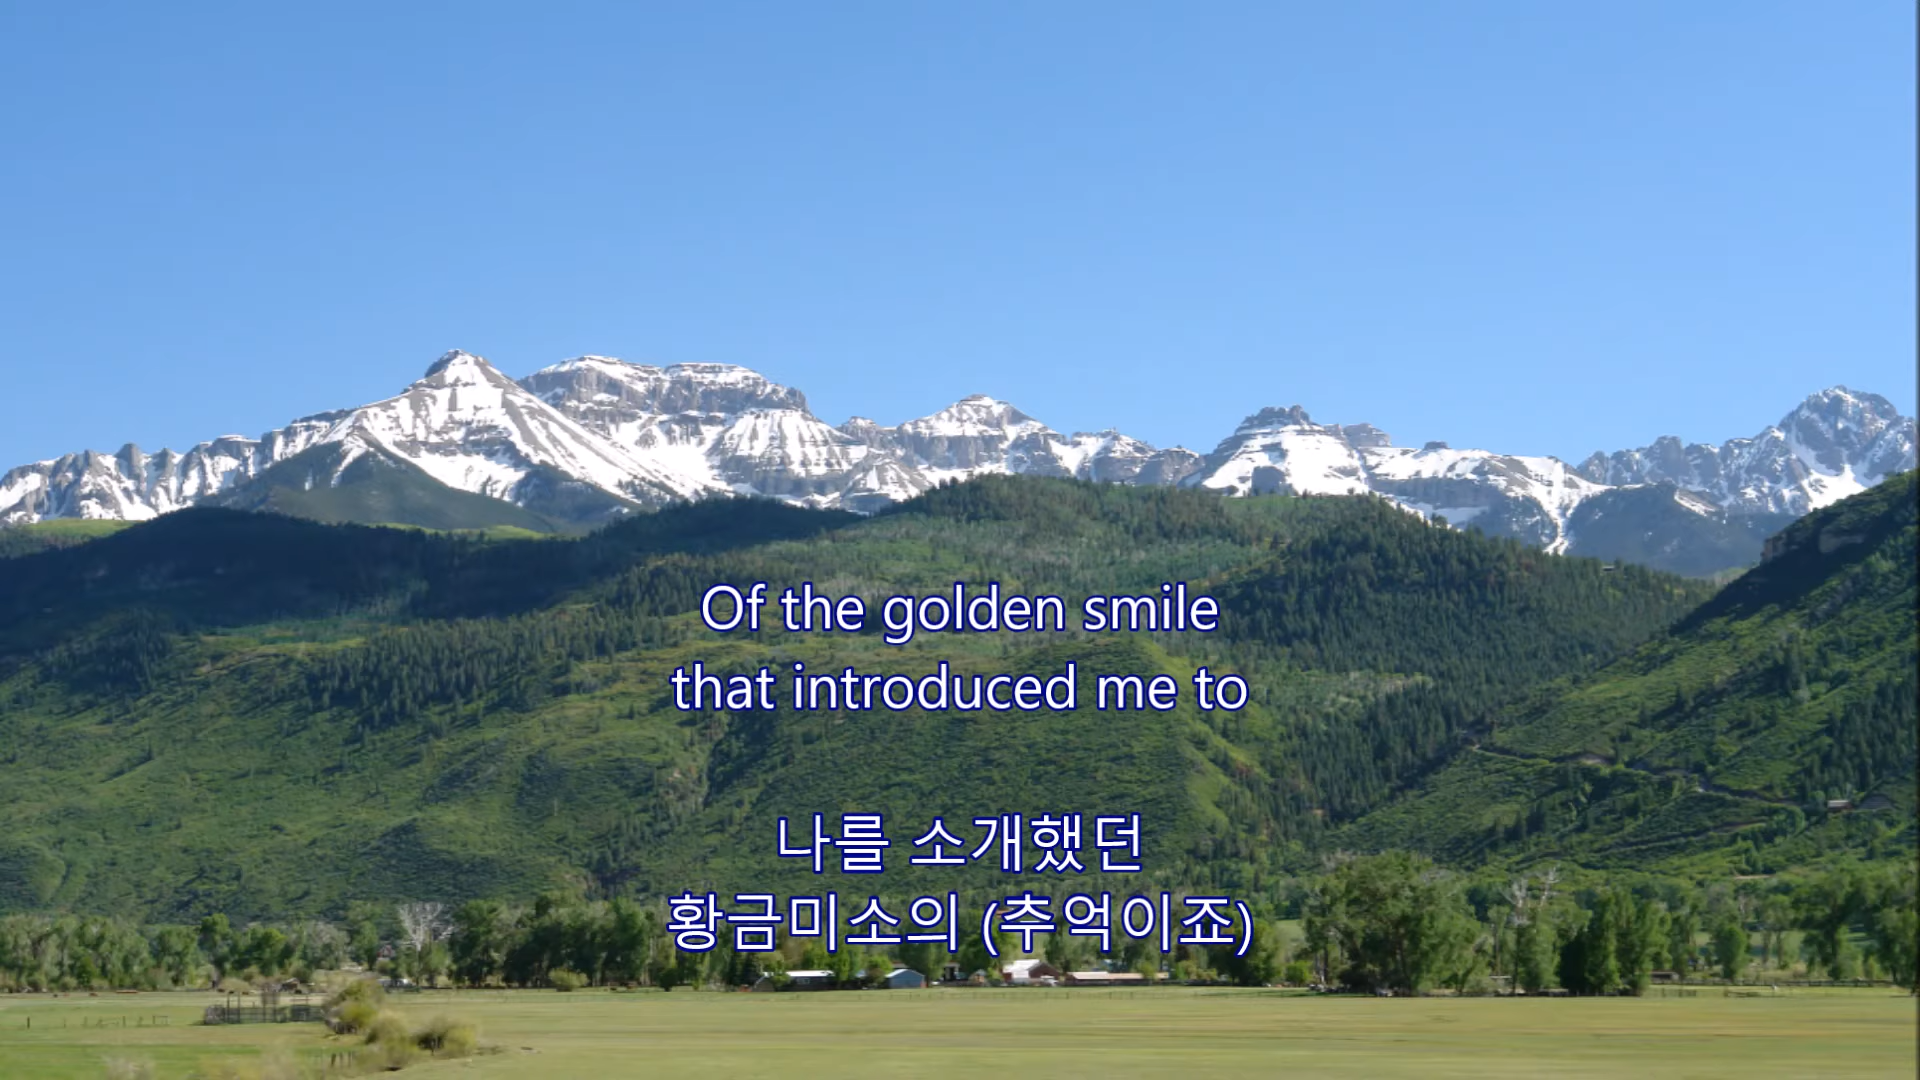 Of the golden smile
that introduced me to
나를 소개했던
황금미소의 (추억이죠)